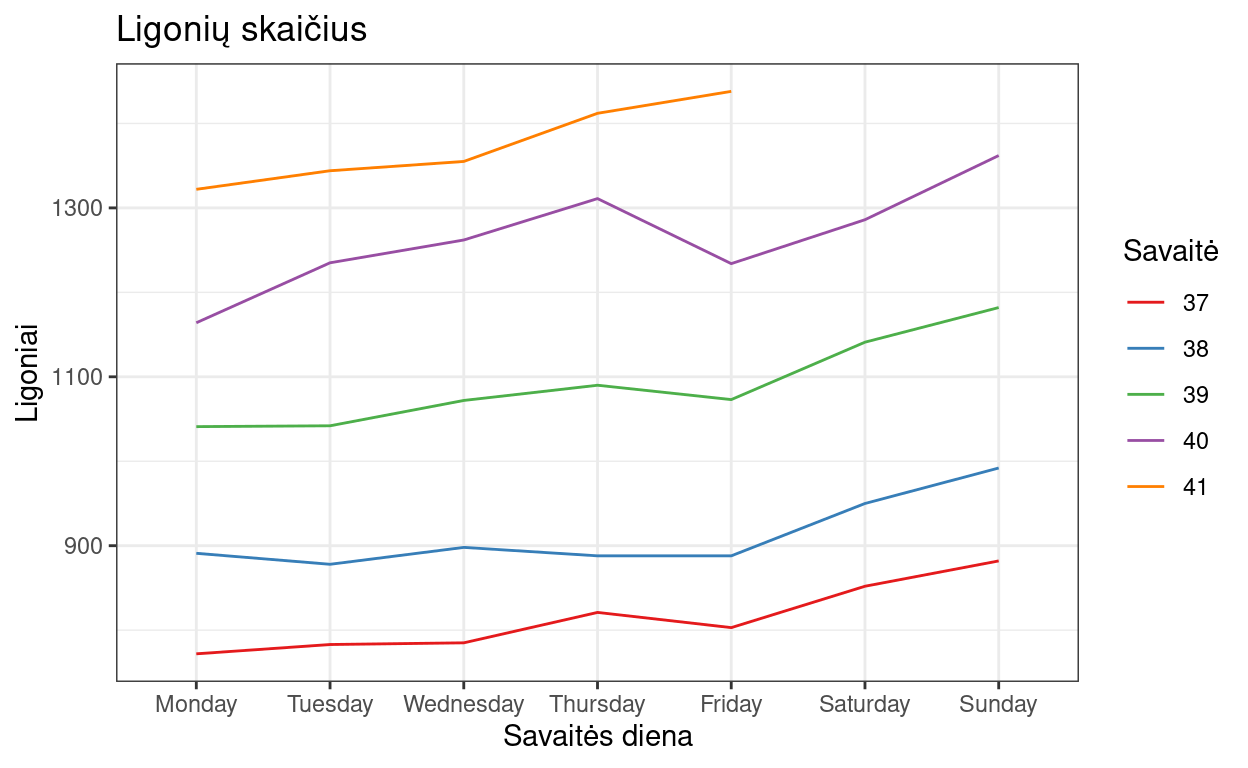 Ligonių skaičius
Ligoniai
1300
1100
900
Monday Tuesday Wednesday Thursday Friday Saturday Sunday
Savaitės diena
Savaitė
37
38
39
40
41